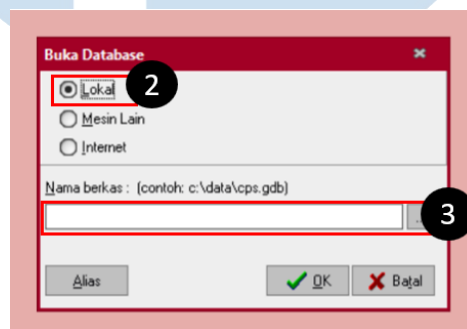 Buka Database
Lokal
2
Mesin Lain
Internet
Nama berkas : (contoh: c:\data\cps.gdb)
3
Alias
OK
Batal